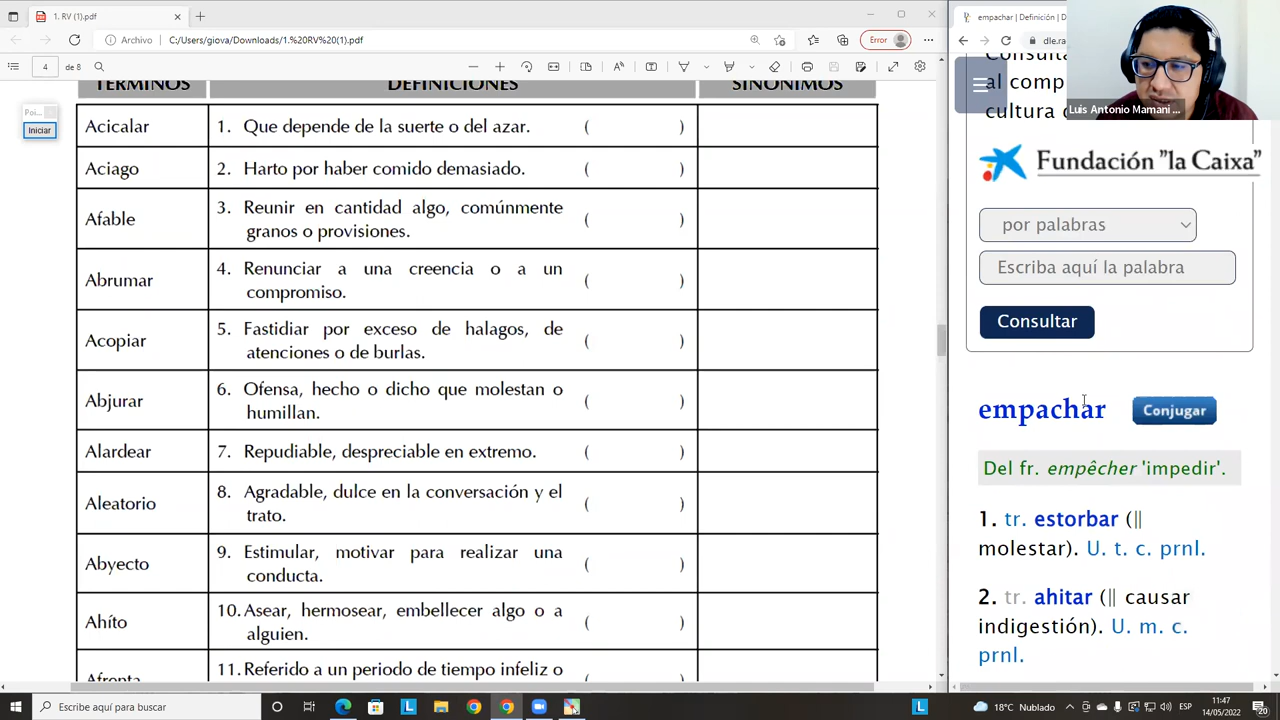 1. RV (1).pdf
Archivo
C:/Users/giova/Downloads/1.%20RV%20(1).pdf
Error
4
de 8
Poi...
Iniciar
TÉRMINOS
DEFINICIONES
SINÓNIMOS
Acicalar
1. Que depende de la suerte o del azar.
( )
Aciago
2. Harto por haber comido demasiado.
( )
Afable
3. Reunir en cantidad algo, comúnmente
granos o provisiones.
( )
Abrumar
4. Renunciar a una creencia o a un
compromiso.
( )
Acopiar
5. Fastidiar por exceso de halagos, de
atenciones o de burlas.
( )
Abjurar
6. Ofensa, hecho o dicho que molestan o
humillan.
( )
Alardear
7. Repudiable, despreciable en extremo.
( )
Aleatorio
8. Agradable, dulce en la conversación y el
trato.
( )
Abyecto
9. Estimular, motivar para realizar una
conducta.
( )
Ahíto
10. Asear, hermosear, embellecer algo o a
alguien.
( )
Afrenta
11. Referido a un periodo de tiempo infeliz o
empachar | Definición | D
dle.ra
Consulta
al comp
cultura
Luis Antonio Mamani ...
Fundación "la Caixa"
por palabras
Escriba aquí la palabra
Consultar
empachar
Conjugar
Del fr. empêcher 'impedir'.
1. tr. estorbar (‖
molestar). U. t. c. prnl.
2. tr. ahitar (‖ causar
indigestión). U. m. c.
prnl.
Escribe aquí para buscar
18°C Nublado
ESP
11:47
14/05/2022
20